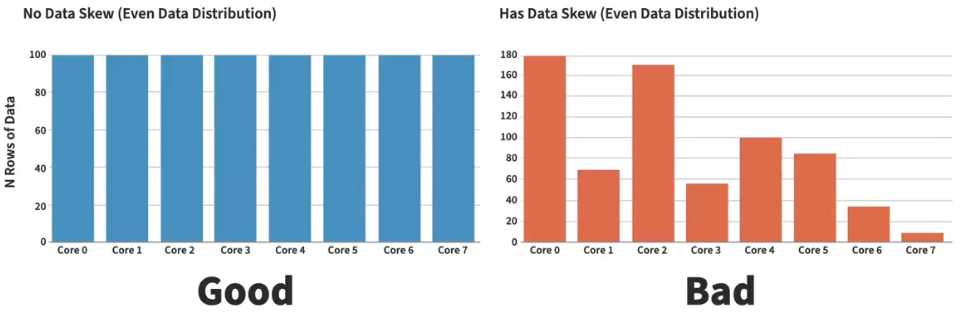 No Data Skew (Even Data Distribution)
N Rows of Data
100
80
60
40
20
0
Core 0 Core 1 Core 2 Core 3 Core 4 Core 5 Core 6 Core 7
Good
Has Data Skew (Even Data Distribution)
180
160
140
120
100
80
60
40
20
0
Core 0 Core 1 Core 2 Core 3 Core 4 Core 5 Core 6 Core 7
Bad